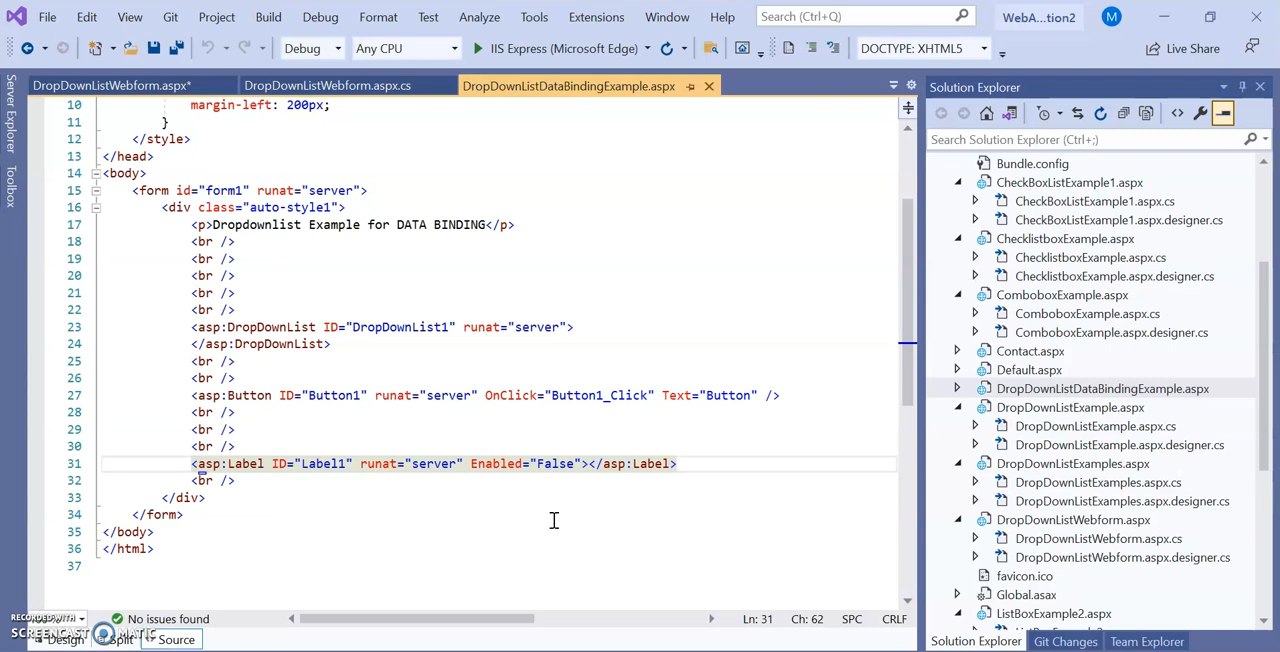 File Edit View Git Project Build Debug Format Test Analyze Tools Extensions Window Help Search (Ctrl+Q) WebA...tion2 M
Debug Any CPU IIS Express (Microsoft Edge) DOCTYPE: XHTML5 Live Share
Server Explorer
Toolbox
DropDownListWebform.aspx* DropDownListWebform.aspx.cs DropDownListDataBindingExample.aspx
10 margin-left: 200px;
11 }
12 </style>
13 </head>
14 <body>
15 <form id="form1" runat="server">
16 <div class="auto-style1">
17 <p>Dropdownlist Example for DATA BINDING</p>
18 <br />
19 <br />
20 <br />
21 <br />
22 <br />
23 <asp:DropDownList ID="DropDownList1" runat="server">
24 </asp:DropDownList>
25 <br />
26 <br />
27 <asp:Button ID="Button1" runat="server" OnClick="Button1_Click" Text="Button" />
28 <br />
29 <br />
30 <br />
31 <asp:Label ID="Label1" runat="server" Enabled="False"></asp:Label>
32 <br />
33 </div>
34 </form>
35 </body>
36 </html>
37
No issues found Ln: 31 Ch: 62 SPC CRLF
Design Split Source
RECORDED WITH
SCREENCAST MATIC
Solution Explorer
Search Solution Explorer (Ctrl+;)
Bundle.config
CheckBoxListExample1.aspx
CheckBoxListExample1.aspx.cs
CheckBoxListExample1.aspx.designer.cs
ChecklistboxExample.aspx
ChecklistboxExample.aspx.cs
ChecklistboxExample.aspx.designer.cs
ComboboxExample.aspx
ComboboxExample.aspx.cs
ComboboxExample.aspx.designer.cs
Contact.aspx
Default.aspx
DropDownListDataBindingExample.aspx
DropDownListExample.aspx
DropDownListExample.aspx.cs
DropDownListExample.aspx.designer.cs
DropDownListExamples.aspx
DropDownListExamples.aspx.cs
DropDownListExamples.aspx.designer.cs
DropDownListWebform.aspx
DropDownListWebform.aspx.cs
DropDownListWebform.aspx.designer.cs
favicon.ico
Global.asax
ListBoxExample2.aspx
Solution Explorer Git Changes Team Explorer